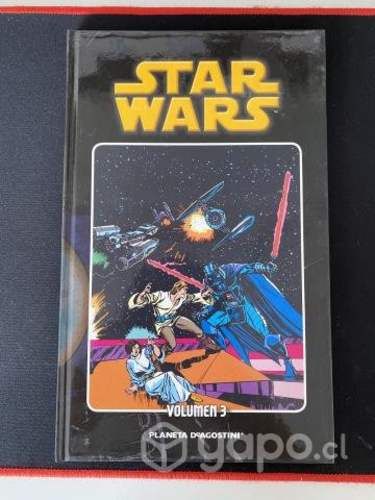 STAR
WARS
VOLUMEN 3
PLANETA DEAGOSTINI
yapo.cl